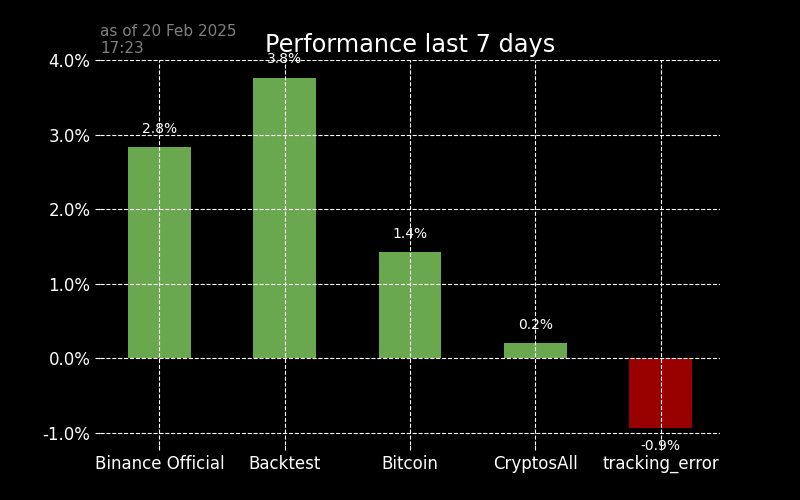 as of 20 Feb 2025
17:23
Performance last 7 days
4.0%
3.0%
2.0%
1.0%
0.0%
-1.0%
2.8%
3.8%
1.4%
0.2%
-0.9%
Binance Official
Backtest
Bitcoin
CryptosAll
tracking_error